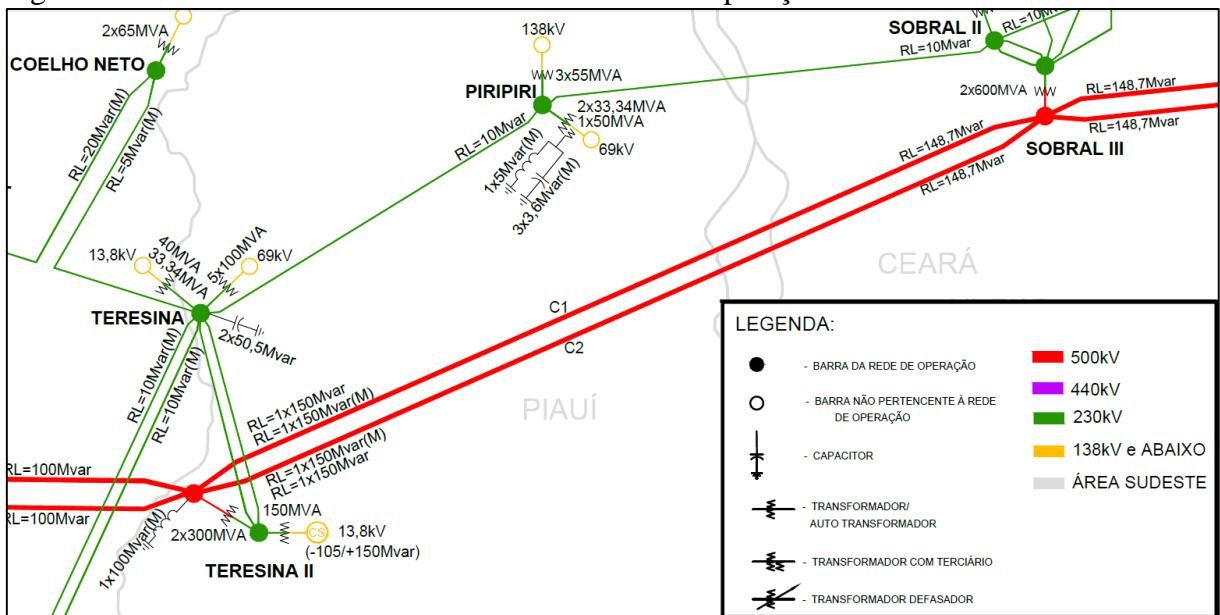 2x65MVA
COELHO NETO
RL=20Mvar(M)
RL=5Mvar(M)
138kV
3x55MVA
PIRIPIRI
2x33,34MVA
1x50MVA
69kV
RL=10Mvar
1x5Mvar(M)
3x3,6Mvar(M)
SOBRAL II
RL=10Mvar
RL=10Mvar
2x600MVA
RL=148,7Mvar
RL=148,7Mvar
RL=148,7Mvar
RL=148,7Mvar
SOBRAL III
CEARÁ
13,8kV
40MVA
33,34MVA
5x100MVA
69kV
TERESINA
2x50,5Mvar
RL=10Mvar(M)
RL=10Mvar(M)
C1
C2
PIAUÍ
RL=1x150Mvar
RL=1x150Mvar(M)
RL=1x150Mvar(M)
RL=1x150Mvar
RL=100Mvar
RL=100Mvar
1x100Mvar(M)
2x300MVA
150MVA
CS
13,8kV
(-105/+150Mvar)
TERESINA II
LEGENDA:
- BARRA DA REDE DE OPERAÇÃO
- BARRA NÃO PERTENCENTE À REDE
DE OPERAÇÃO
- CAPACITOR
- TRANSFORMADOR/
AUTO TRANSFORMADOR
- TRANSFORMADOR COM TERCIÁRIO
- TRANSFORMADOR DEFASADOR
500kV
440kV
230kV
138kV e ABAIXO
ÁREA SUDESTE